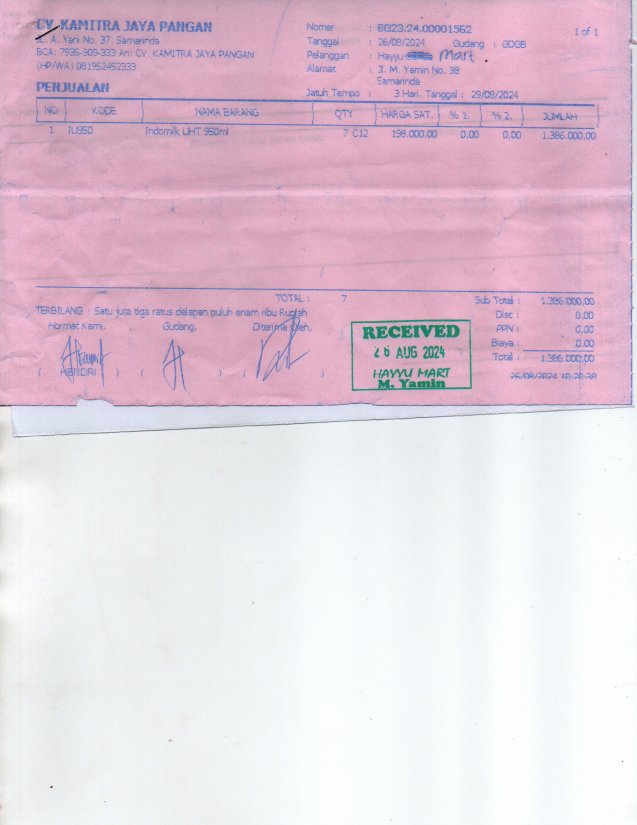 CV. KAMITRA JAYA PANGAN
JL. A. Yani No. 37, Samarinda
BCA: 7935-909-333 An: CV. KAMITRA JAYA PANGAN
(HP/WA) 081952452333
PENJUALAN
Nomer : BG23.24.00001562
Tanggal : 26/08/2024 Gudang : GDGB
Pelanggan : Hayyu Mart
Alamat : Jl. M. Yamin No. 38
Samarinda
Jatuh Tempo : 3 Hari. Tanggal : 29/08/2024
1 of 1
NO KODE NAMA BARANG QTY HARGA SAT. % 1. % 2. JUMLAH
1 IU950 Indomilk UHT 950ml 7 C12 198.000,00 0.00 0.00 1.386.000,00
TOTAL : 7
TERBILANG : Satu juta tiga ratus delapan puluh enam ribu Rupiah
Hormat Kami, Gudang, Diterima Oleh,
( HENDRI ) ( ) ( )
RECEIVED
26 AUG 2024
HAYYU MART
M. Yamin
Sub Total : 1.386.000,00
Disc : 0.00
PPN : 0,00
Biaya : 0.00
Total : 1.386.000,00